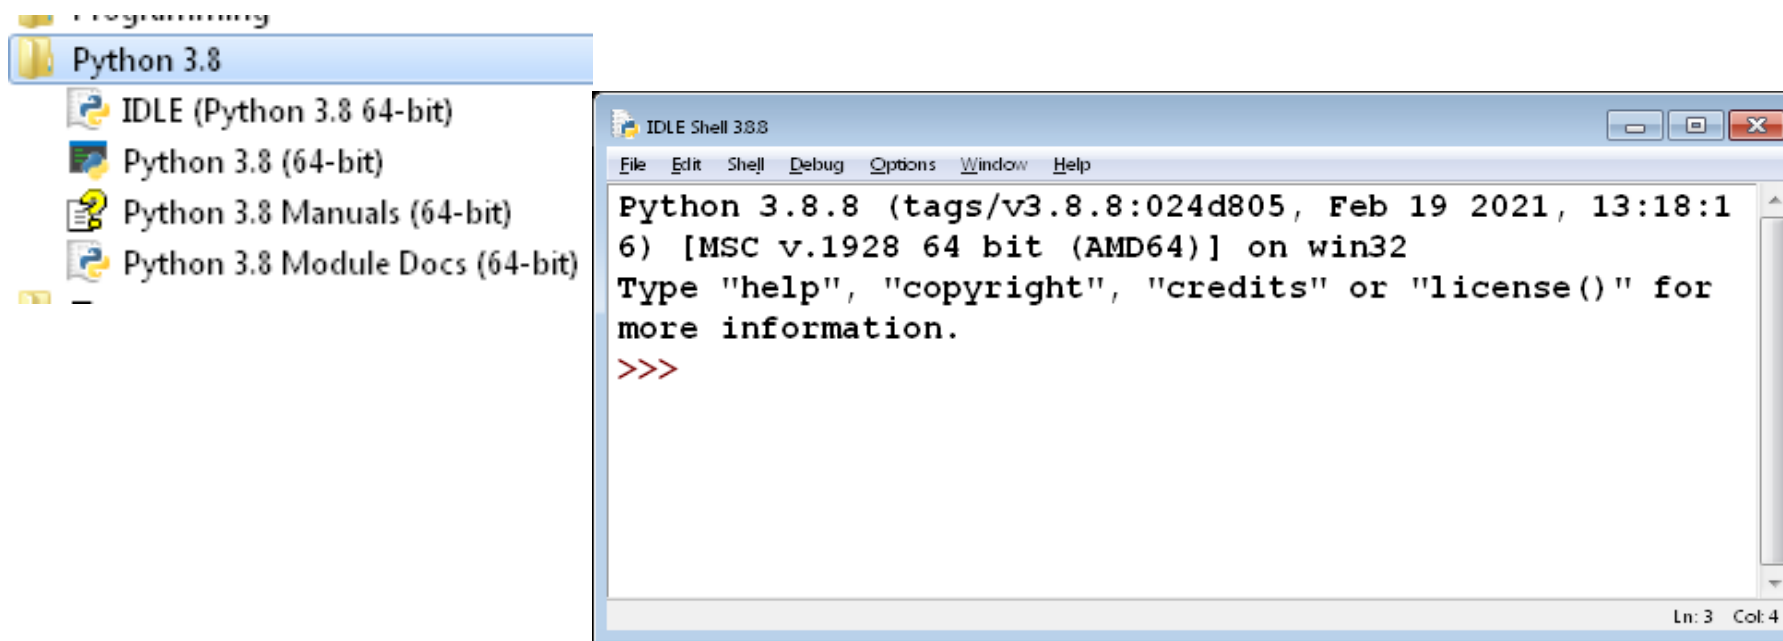 Programming
Python 3.8
IDLE (Python 3.8 64-bit)
Python 3.8 (64-bit)
Python 3.8 Manuals (64-bit)
Python 3.8 Module Docs (64-bit)
IDLE Shell 3.8.8
File Edit Shell Debug Options Window Help
Python 3.8.8 (tags/v3.8.8:024d805, Feb 19 2021, 13:18:1
6) [MSC v.1928 64 bit (AMD64)] on win32
Type "help", "copyright", "credits" or "license()" for
more information.
>>>
Ln: 3 Col: 4